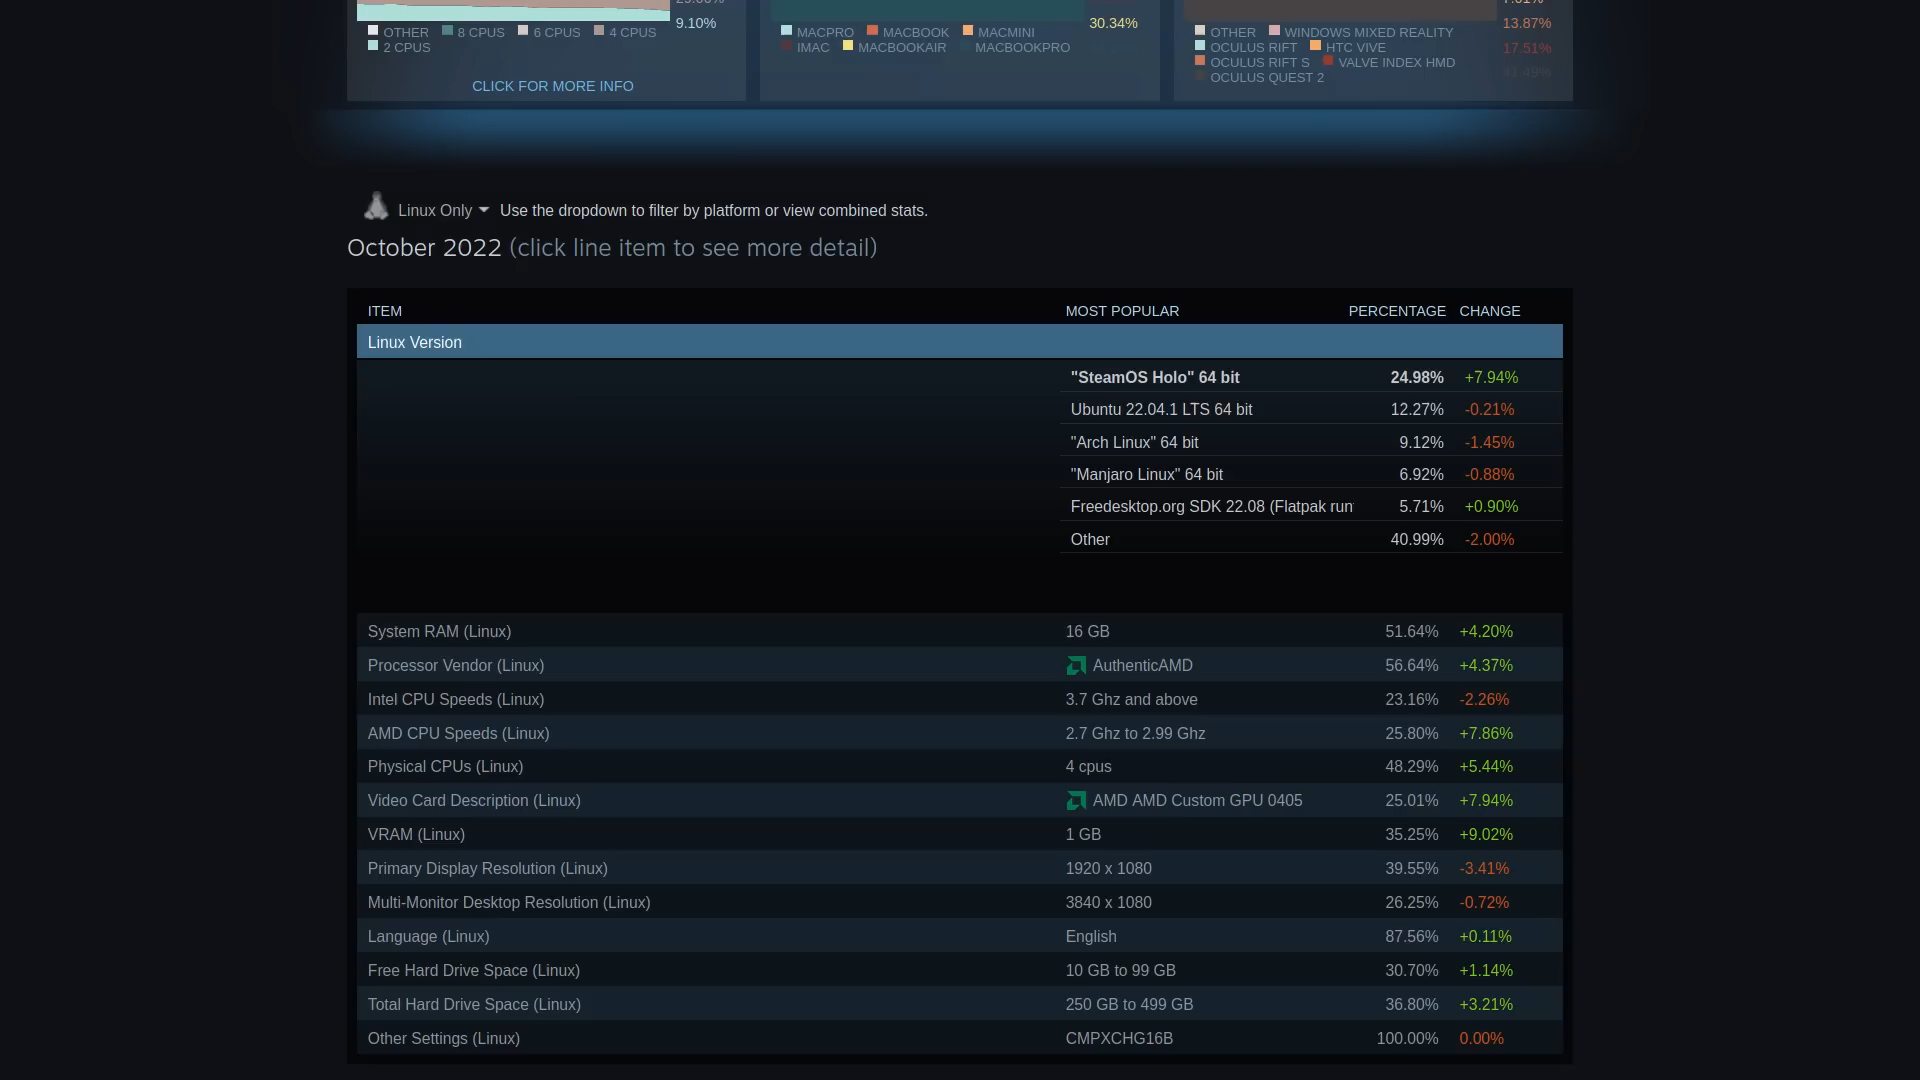 9.10%
OTHER 8 CPUS 6 CPUS 4 CPUS
2 CPUS
CLICK FOR MORE INFO
30.34%
MACPRO MACBOOK MACMINI
IMAC MACBOOKAIR MACBOOKPRO
13.87%
OTHER WINDOWS MIXED REALITY
OCULUS RIFT HTC VIVE 17.51%
OCULUS RIFT S VALVE INDEX HMD
OCULUS QUEST 2
Linux Only Use the dropdown to filter by platform or view combined stats.
October 2022 (click line item to see more detail)
ITEM MOST POPULAR PERCENTAGE CHANGE
Linux Version
"SteamOS Holo" 64 bit 24.98% +7.94%
Ubuntu 22.04.1 LTS 64 bit 12.27% -0.21%
"Arch Linux" 64 bit 9.12% -1.45%
"Manjaro Linux" 64 bit 6.92% -0.88%
Freedesktop.org SDK 22.08 (Flatpak run 5.71% +0.90%
Other 40.99% -2.00%
System RAM (Linux) 16 GB 51.64% +4.20%
Processor Vendor (Linux) AuthenticAMD 56.64% +4.37%
Intel CPU Speeds (Linux) 3.7 Ghz and above 23.16% -2.26%
AMD CPU Speeds (Linux) 2.7 Ghz to 2.99 Ghz 25.80% +7.86%
Physical CPUs (Linux) 4 cpus 48.29% +5.44%
Video Card Description (Linux) AMD AMD Custom GPU 0405 25.01% +7.94%
VRAM (Linux) 1 GB 35.25% +9.02%
Primary Display Resolution (Linux) 1920 x 1080 39.55% -3.41%
Multi-Monitor Desktop Resolution (Linux) 3840 x 1080 26.25% -0.72%
Language (Linux) English 87.56% +0.11%
Free Hard Drive Space (Linux) 10 GB to 99 GB 30.70% +1.14%
Total Hard Drive Space (Linux) 250 GB to 499 GB 36.80% +3.21%
Other Settings (Linux) CMPXCHG16B 100.00% 0.00%